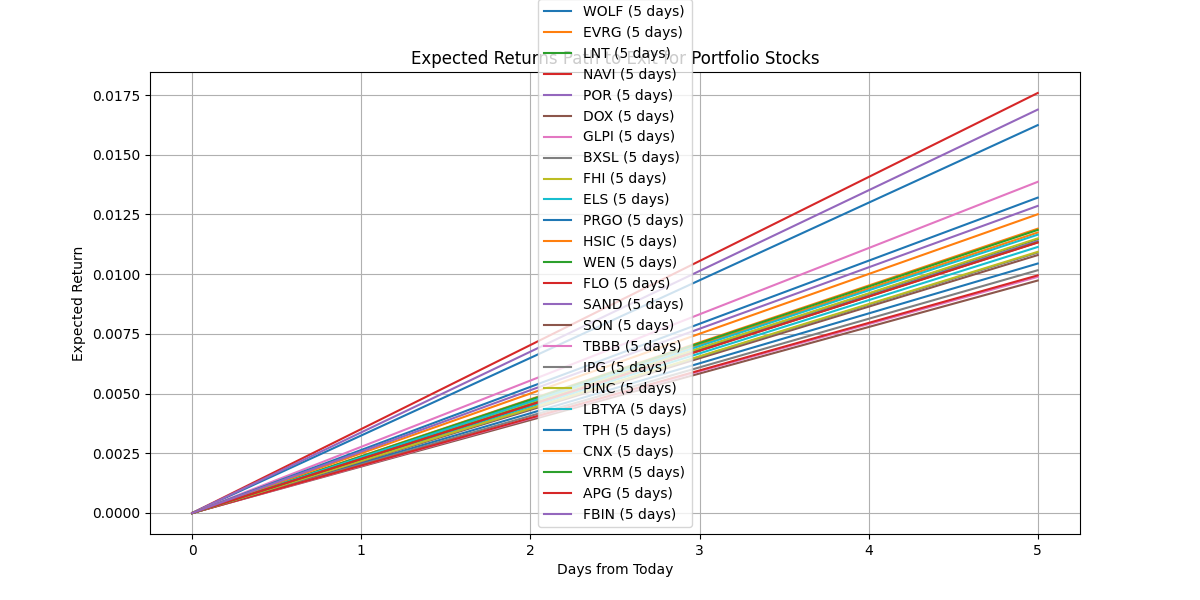 WOLF (5 days)
EVRG (5 days)
LNT (5 days)
Expected Returns Path to Exit for Portfolio Stocks
NAVI (5 days)
POR (5 days)
DOX (5 days)
GLPI (5 days)
BXSL (5 days)
FHI (5 days)
ELS (5 days)
PRGO (5 days)
HSIC (5 days)
WEN (5 days)
FLO (5 days)
SAND (5 days)
SON (5 days)
TBBB (5 days)
IPG (5 days)
PINC (5 days)
LBTYA (5 days)
TPH (5 days)
CNX (5 days)
VRRM (5 days)
APG (5 days)
FBIN (5 days)
0.0175
0.0150
0.0125
0.0100
0.0075
0.0050
0.0025
0.0000
Expected Return
0 1 2 3 4 5
Days from Today